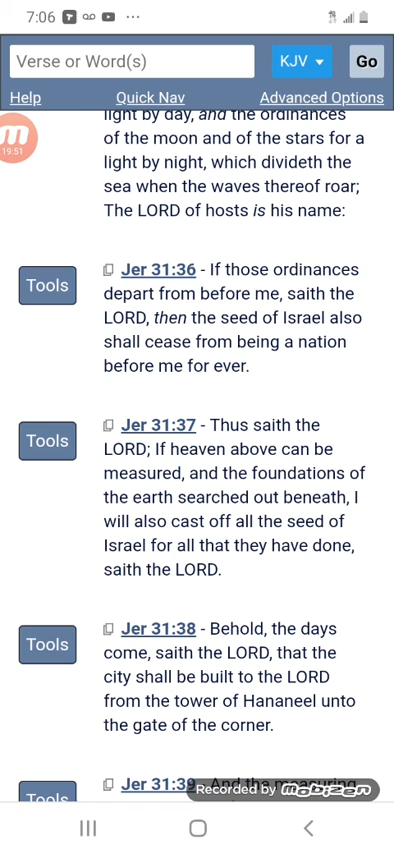 7:06
Verse or Word(s)
KJV
Go
Help Quick Nav Advanced Options
light by day, and the ordinances
of the moon and of the stars for a
light by night, which divideth the
sea when the waves thereof roar;
The LORD of hosts is his name:
19:51
Tools
Jer 31:36 - If those ordinances
depart from before me, saith the
LORD, then the seed of Israel also
shall cease from being a nation
before me for ever.
Tools
Jer 31:37 - Thus saith the
LORD; If heaven above can be
measured, and the foundations of
the earth searched out beneath, I
will also cast off all the seed of
Israel for all that they have done,
saith the LORD.
Tools
Jer 31:38 - Behold, the days
come, saith the LORD, that the
city shall be built to the LORD
from the tower of Hananeel unto
the gate of the corner.
Tools
Jer 31:39 - And the measuring
Recorded by mobizen